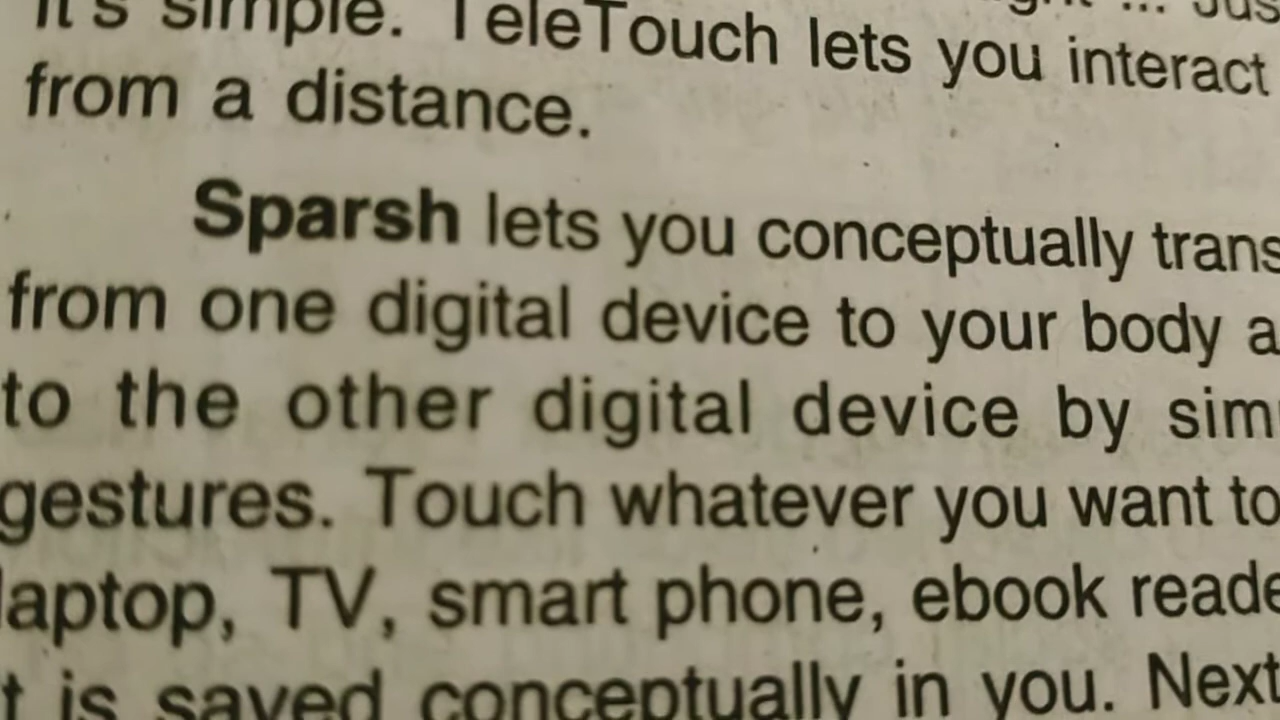 it's simple. TeleTouch lets you interact
from a distance.
Sparsh lets you conceptually trans
from one digital device to your body a
to the other digital device by sim
gestures. Touch whatever you want to
laptop, TV, smart phone, ebook reade
t is saved conceptually in you. Next